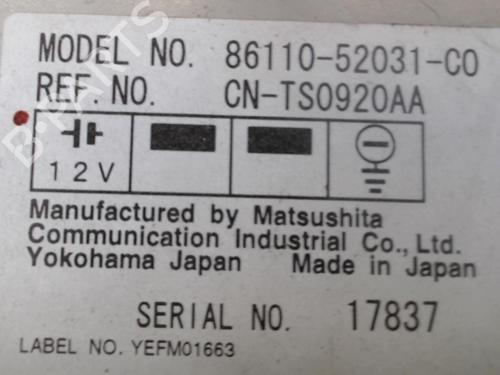 MODEL NO. 86110-52031-C0
REF. NO. CN-TS0920AA
12V
Manufactured by Matsushita
Communication Industrial Co., Ltd.
Yokohama Japan Made in Japan
SERIAL NO. 17837
LABEL NO. YEFM01663
B-PARTS